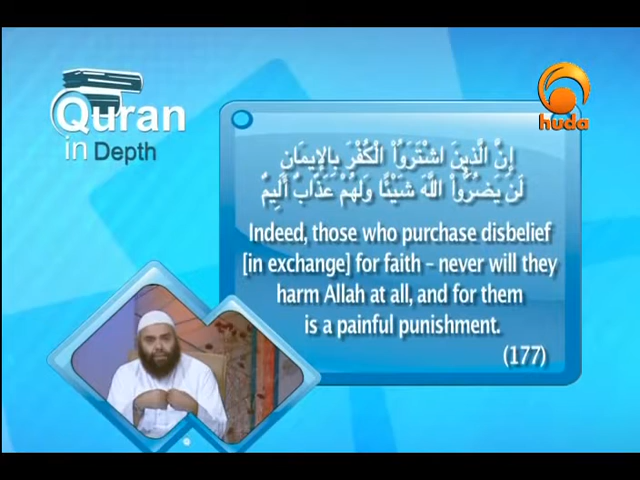 Quran
in Depth
huda
إِنَّ الَّذِينَ اشْتَرَوُاْ الْكُفْرَ بِالإِيمَانِ
لَن يَضُرُّواْ اللَّهَ شَيْئًا وَلَهُمْ عَذَابٌ أَلِيمٌ
Indeed, those who purchase disbelief
[in exchange] for faith – never will they
harm Allah at all, and for them
is a painful punishment.
(177)